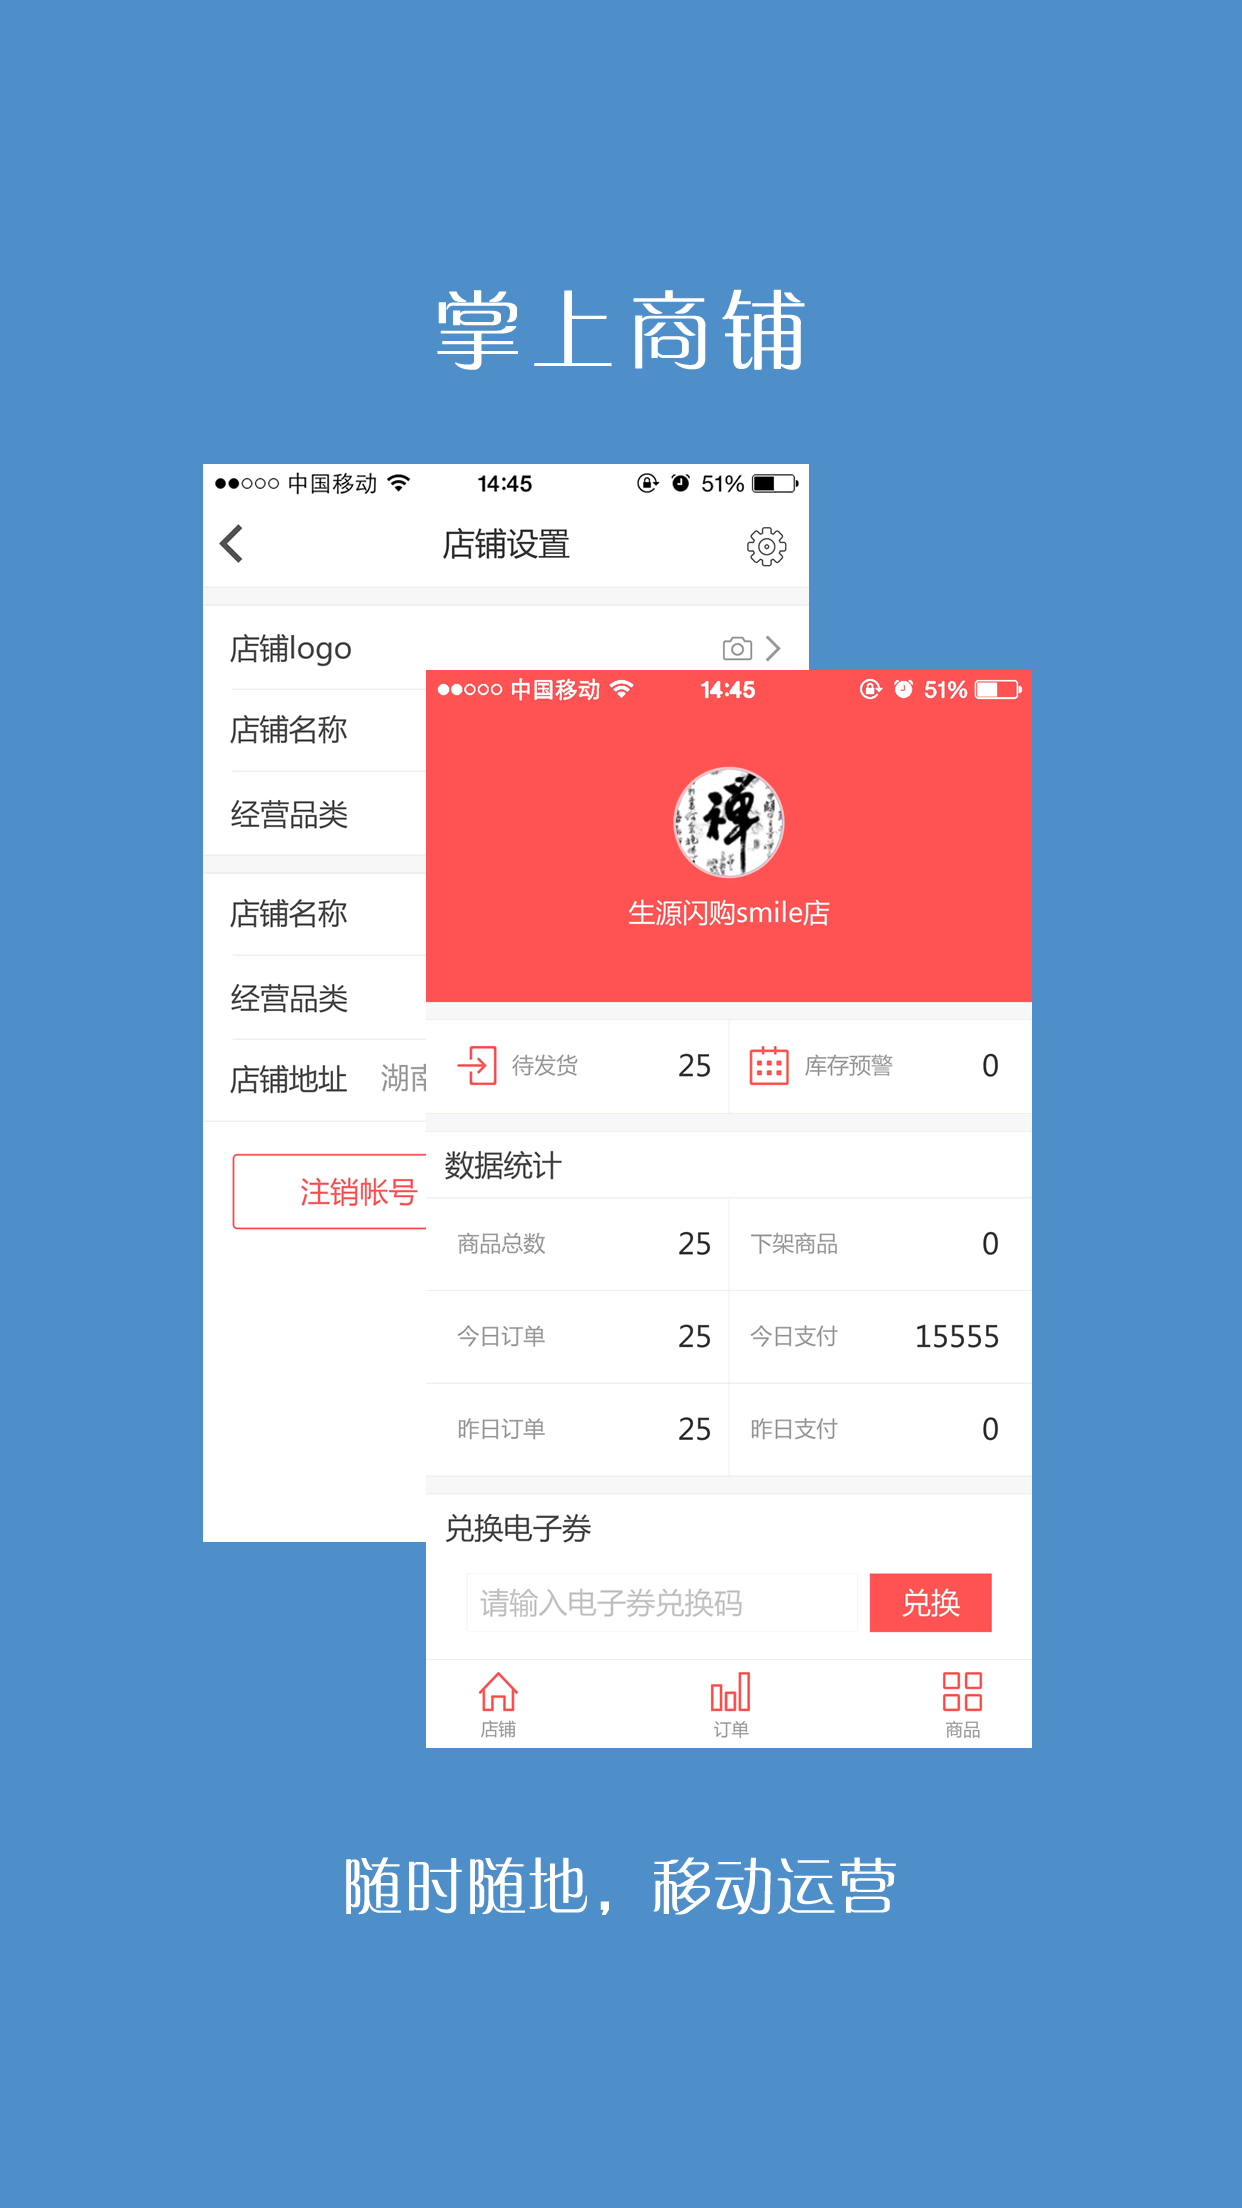 掌上商铺
中国移动 14:45 51%
店铺设置
店铺logo
店铺名称
经营品类
店铺名称
经营品类
店铺地址 湖南
注销帐号
中国移动 14:45 51%
禅
生源闪购smile店
待发货 25 库存预警 0
数据统计
商品总数 25 下架商品 0
今日订单 25 今日支付 15555
昨日订单 25 昨日支付 0
兑换电子券
请输入电子券兑换码 兑换
店铺 订单 商品
随时随地，移动运营